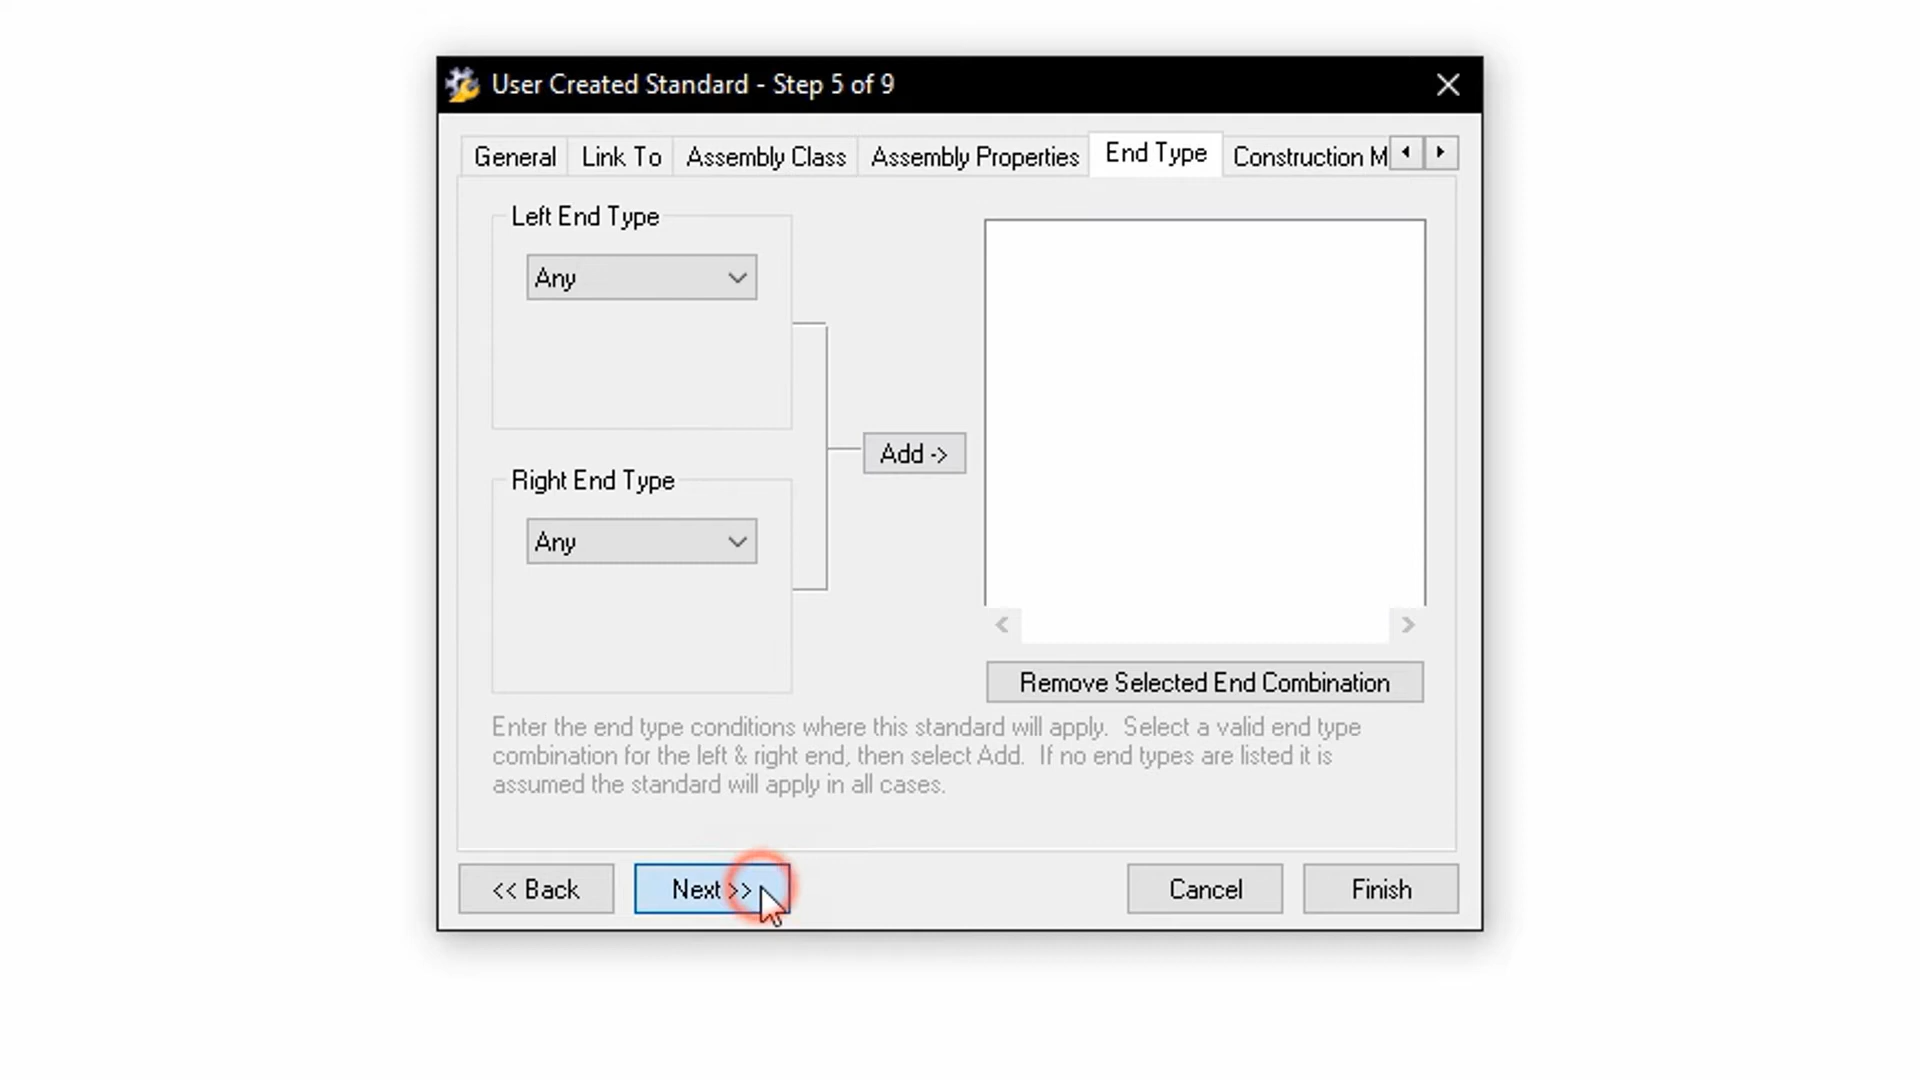 User Created Standard - Step 5 of 9
General
Link To
Assembly Class
Assembly Properties
End Type
Construction M
Left End Type
Any
Right End Type
Any
Add ->
Remove Selected End Combination
Enter the end type conditions where this standard will apply. Select a valid end type
combination for the left & right end, then select Add. If no end types are listed it is
assumed the standard will apply in all cases.
<< Back
Next >>
Cancel
Finish